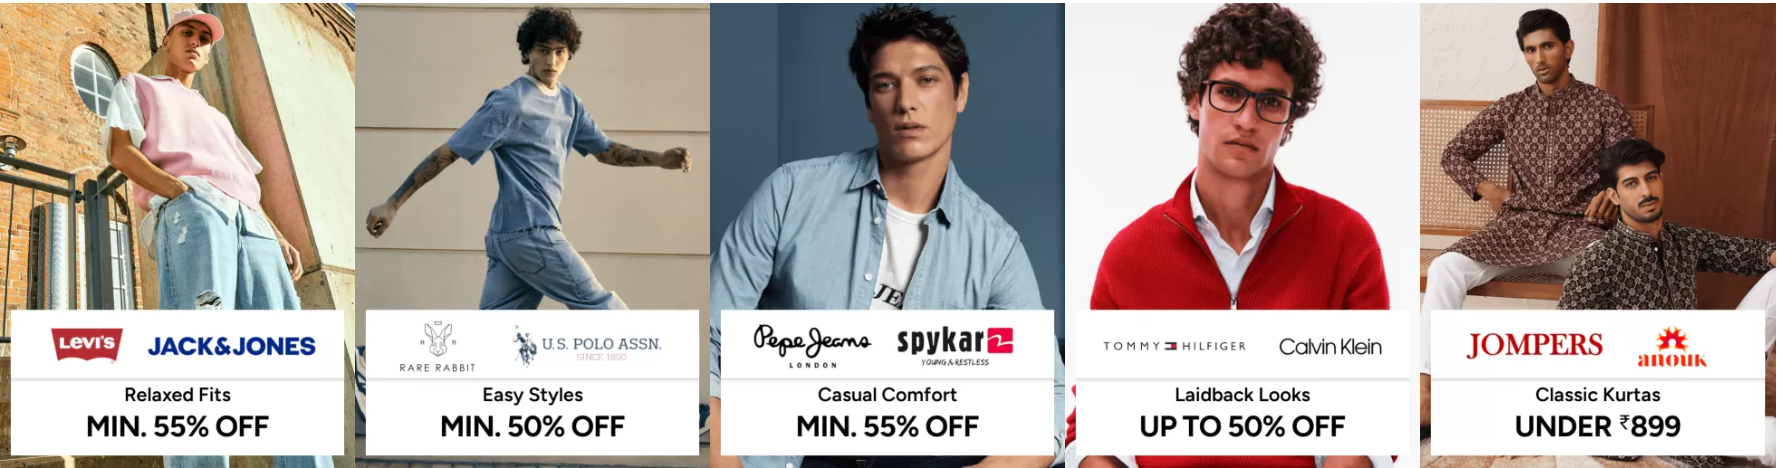 LEVI'S
JACK&JONES
Relaxed Fits
MIN. 55% OFF
R R
RARE RABBIT
U.S. POLO ASSN.
SINCE 1890
Easy Styles
MIN. 50% OFF
JE
Pepe Jeans
LONDON
spykar
YOUNG & RESTLESS
Casual Comfort
MIN. 55% OFF
TOMMY HILFIGER
Calvin Klein
Laidback Looks
UP TO 50% OFF
JOMPERS
anouk
Classic Kurtas
UNDER ₹899